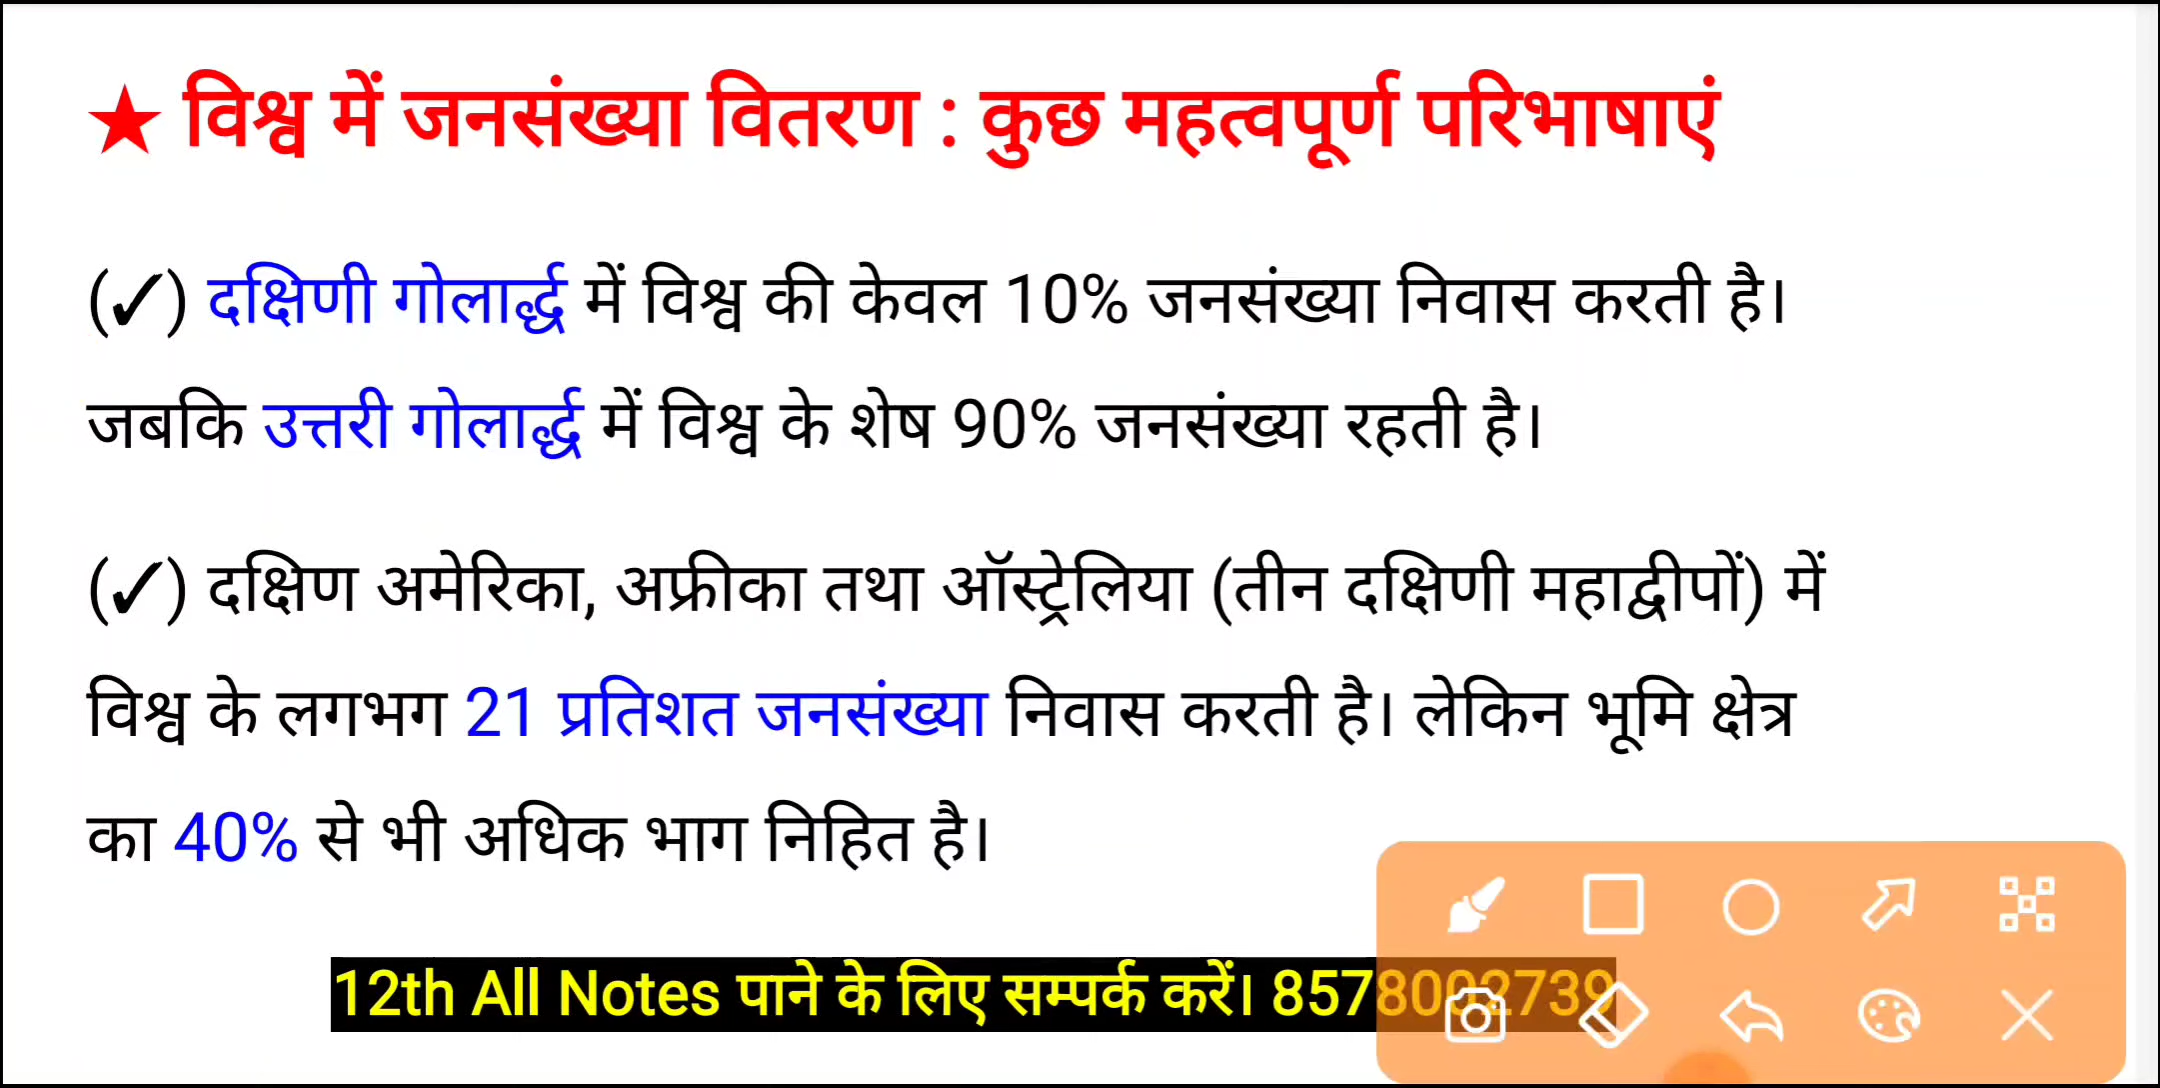 ★ विश्व में जनसंख्या वितरण : कुछ महत्वपूर्ण परिभाषाएं
(✓) दक्षिणी गोलार्द्ध में विश्व की केवल 10% जनसंख्या निवास करती है।
जबकि उत्तरी गोलार्द्ध में विश्व के शेष 90% जनसंख्या रहती है।
(✓) दक्षिण अमेरिका, अफ्रीका तथा ऑस्ट्रेलिया (तीन दक्षिणी महाद्वीपों) में
विश्व के लगभग 21 प्रतिशत जनसंख्या निवास करती है। लेकिन भूमि क्षेत्र
का 40% से भी अधिक भाग निहित है।
12th All Notes पाने के लिए सम्पर्क करें। 8578002739